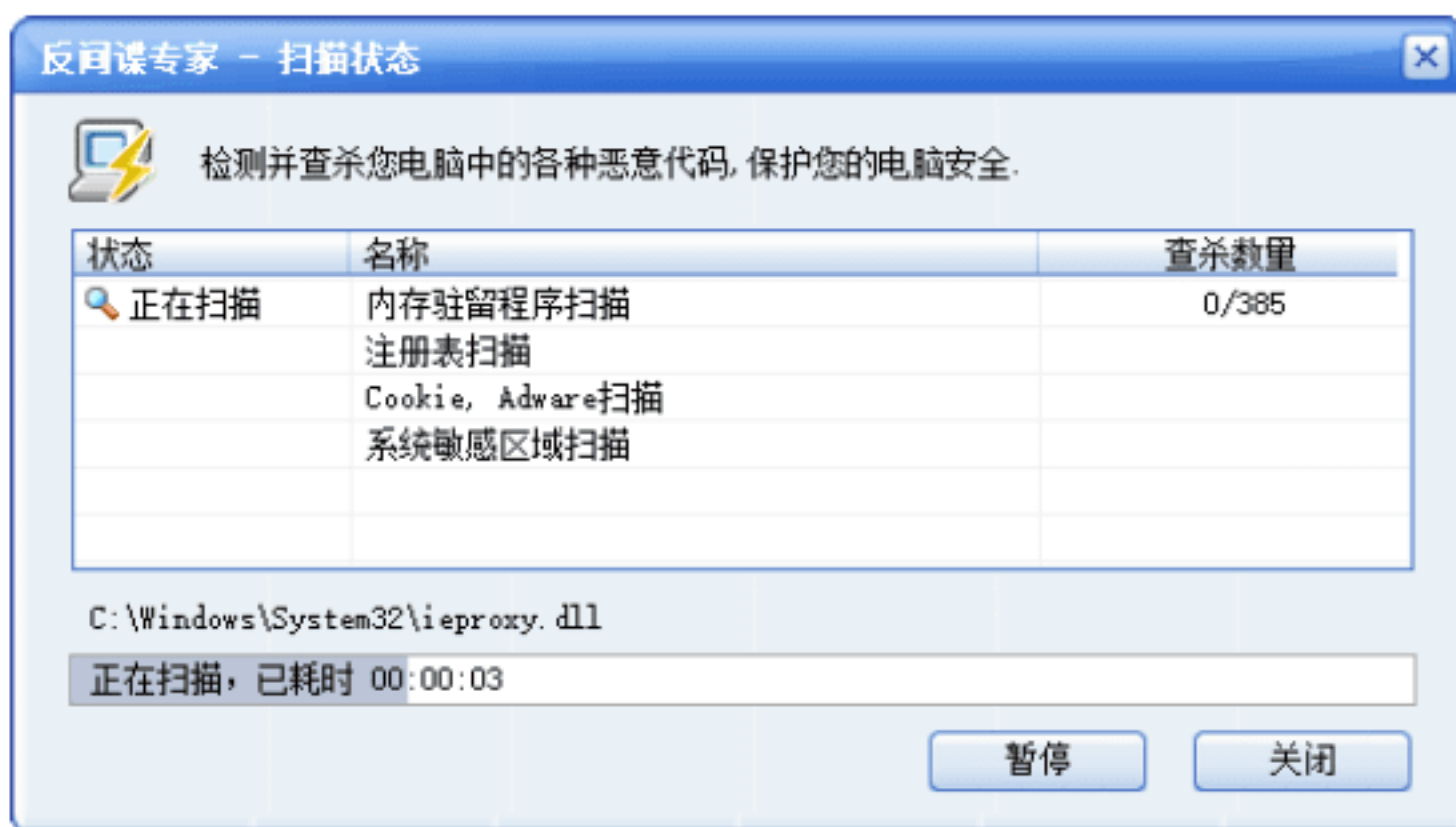 反间谍专家 - 扫描状态
检测并查杀您电脑中的各种恶意代码,保护您的电脑安全.
状态 名称 查杀数量
正在扫描 内存驻留程序扫描 0/385
注册表扫描
Cookie, Adware扫描
系统敏感区域扫描
C:\Windows\System32\ieproxy.dll
正在扫描，已耗时 00:00:03
暂停 关闭